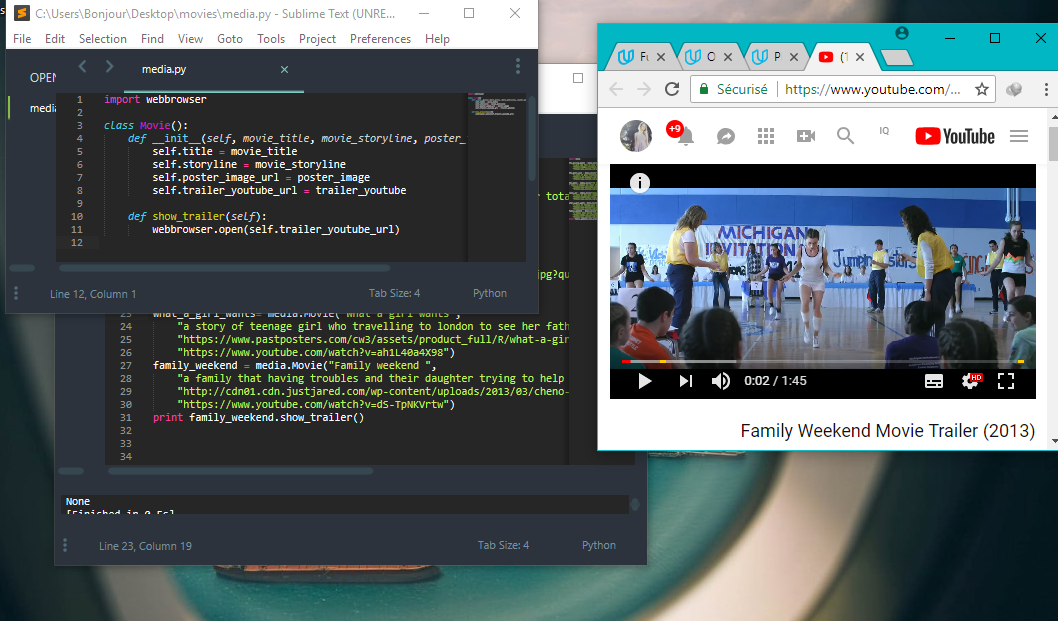 C:\Users\Bonjour\Desktop\movies\media.py - Sublime Text (UNRE...
File Edit Selection Find View Goto Tools Project Preferences Help
OPEN
media.py
media
1 import webbrowser
2
3 class Movie():
4 def __init__(self, movie_title, movie_storyline, poster_
5 self.title = movie_title
6 self.storyline = movie_storyline
7 self.poster_image_url = poster_image
8 self.trailer_youtube_url = trailer_youtube
9
10 def show_trailer(self):
11 webbrowser.open(self.trailer_youtube_url)
12
Line 12, Column 1 Tab Size: 4 Python
tota
jpg?qu
what_a_girl_wants= media.Movie("what a girl wants",
24 "a story of teenage girl who travelling to london to see her fath
25 "https://www.pastposters.com/cw3/assets/product_full/R/what-a-gir
26 "https://www.youtube.com/watch?v=ah1L40a4X98")
27 family_weekend = media.Movie("Family weekend ",
28 "a family that having troubles and their daughter trying to help
29 "http://cdn01.cdn.justjared.com/wp-content/uploads/2013/03/cheno-
30 "https://www.youtube.com/watch?v=dS-TpNKVrtw")
31 print family_weekend.show_trailer()
32
33
34
None
[Finished in 0.5s]
Line 23, Column 19 Tab Size: 4 Python
Fu
O
P
(1
Sécurisé https://www.youtube.com/...
+9
IQ
YouTube
MICHIGAN
INVITATION
Jumping
0:02 / 1:45
HD
Family Weekend Movie Trailer (2013)